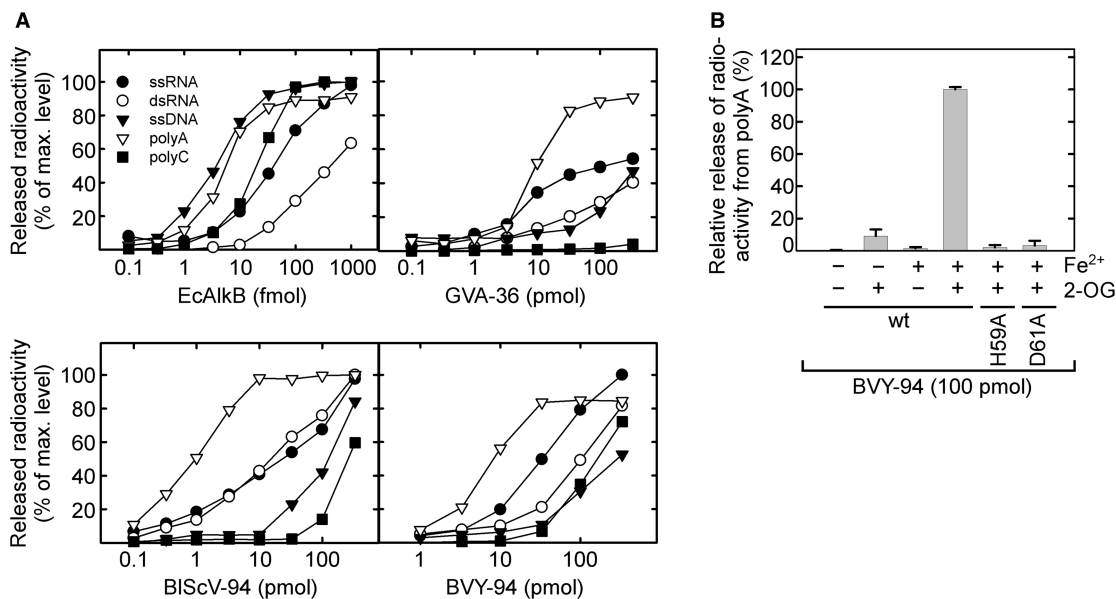 A
Released radioactivity
(% of max. level)
100
80
60
40
20
ssRNA
dsRNA
ssDNA
polyA
polyC
0.1 1 10 100 1000
EcAlkB (fmol)
0.1 1 10 100
GVA-36 (pmol)
Released radioactivity
(% of max. level)
100
80
60
40
20
0.1 1 10 100
BlScV-94 (pmol)
1 10 100
BVY-94 (pmol)
B
Relative release of radio-
activity from polyA (%)
120
100
80
60
40
20
0
– – + + + + Fe2+
– + – + + + 2-OG
wt
H59A
D61A
BVY-94 (100 pmol)